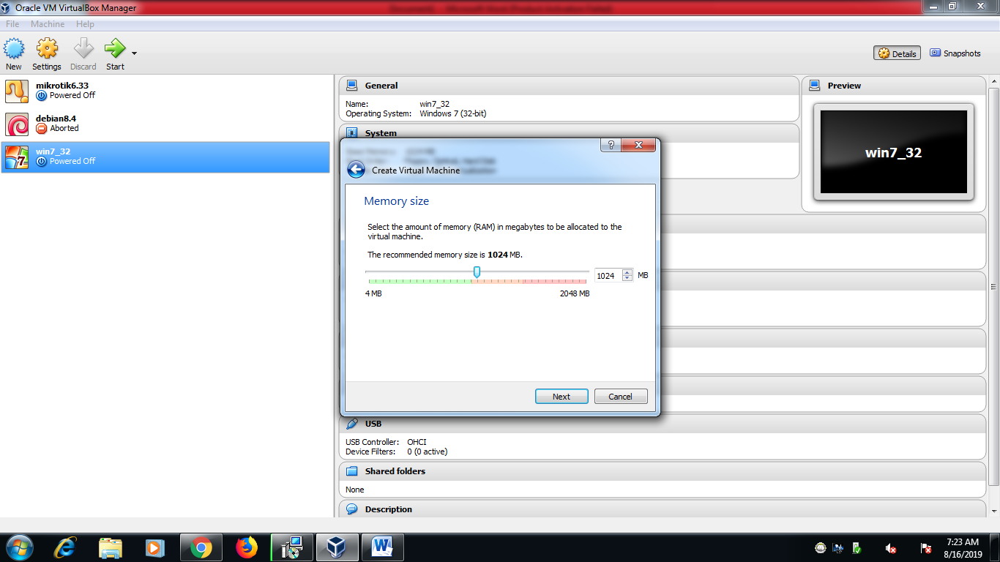 Oracle VM VirtualBox Manager
File Machine Help
New Settings Discard Start
Details Snapshots
mikrotik6.33
Powered Off
debian8.4
Aborted
win7_32
Powered Off
General
Name: win7_32
Operating System: Windows 7 (32-bit)
System
Preview
win7_32
?
Create Virtual Machine
Memory size
Select the amount of memory (RAM) in megabytes to be allocated to the
virtual machine.
The recommended memory size is 1024 MB.
1024 MB
4 MB 2048 MB
Next Cancel
USB
USB Controller: OHCI
Device Filters: 0 (0 active)
Shared folders
None
Description
7:23 AM
8/16/2019